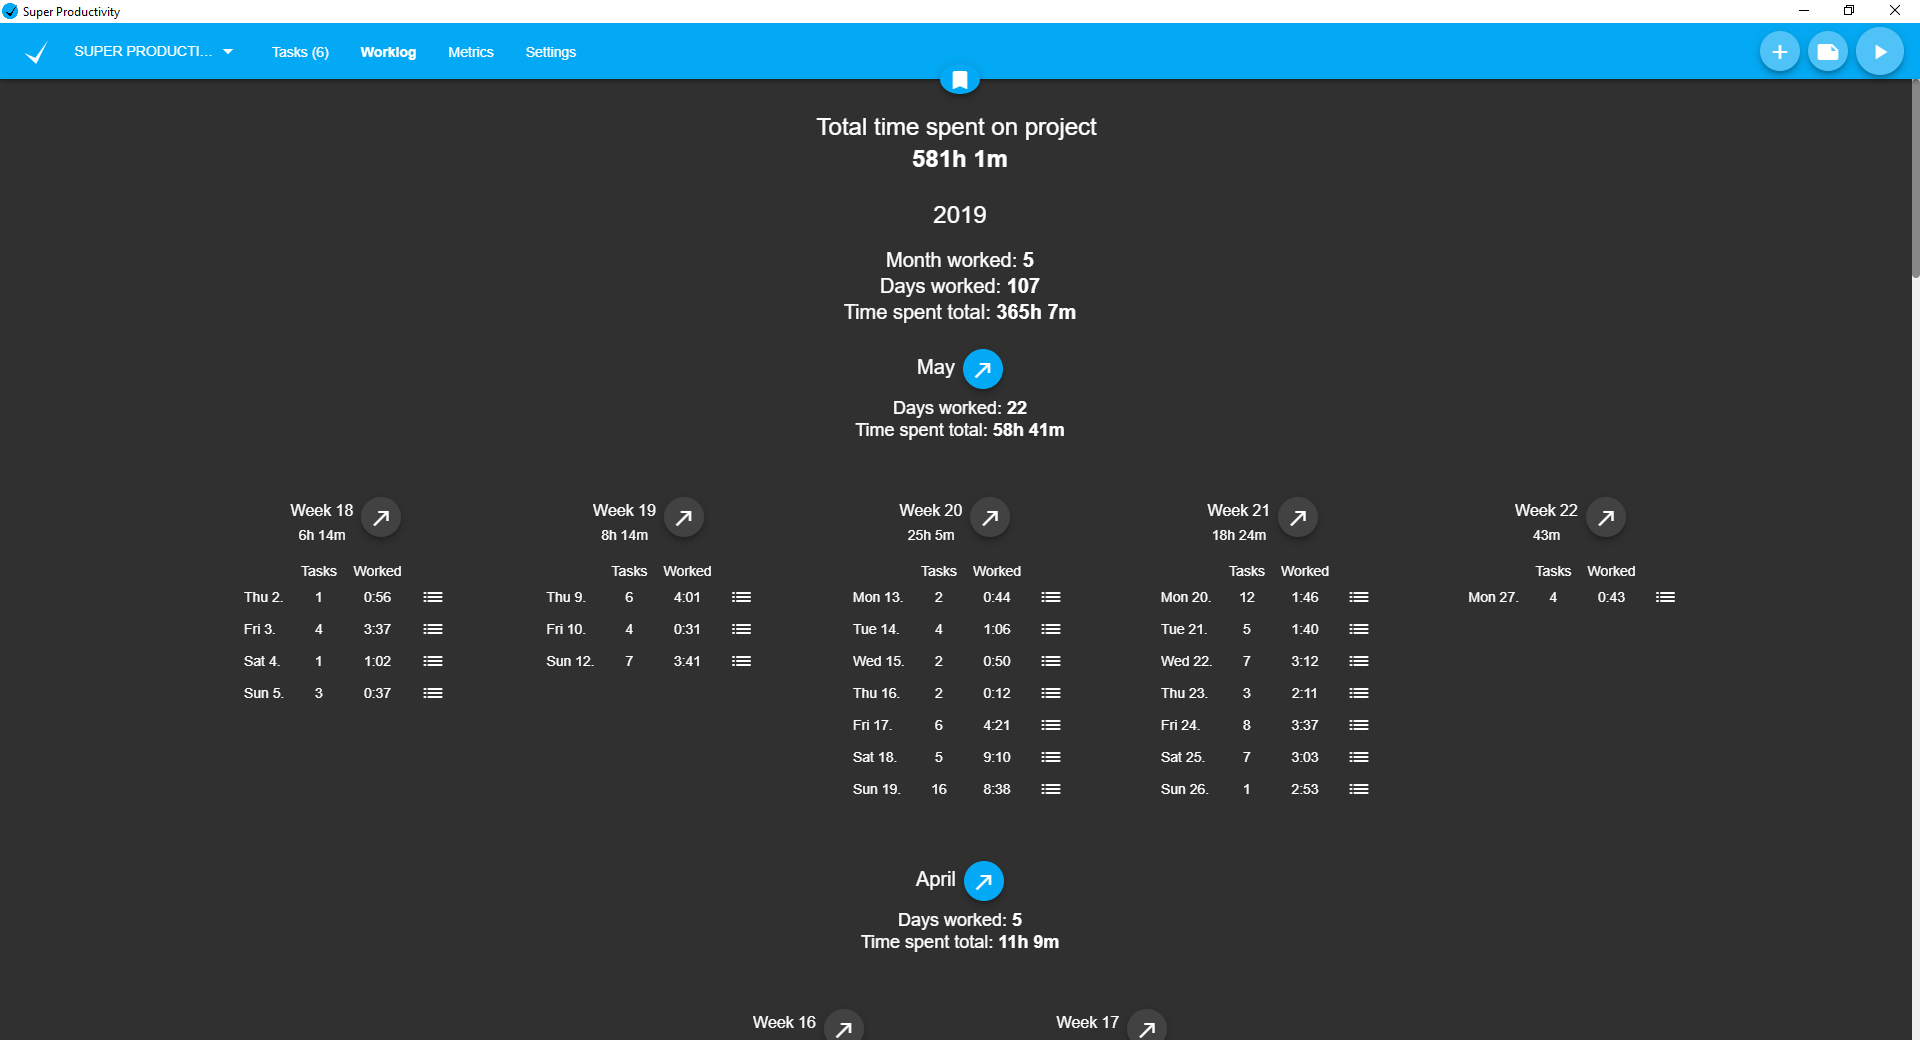 Super Productivity
SUPER PRODUCTI... Tasks (6) Worklog Metrics Settings
Total time spent on project
581h 1m
2019
Month worked: 5
Days worked: 107
Time spent total: 365h 7m
May
Days worked: 22
Time spent total: 58h 41m
Week 18
6h 14m
Tasks Worked
Thu 2. 1 0:56
Fri 3. 4 3:37
Sat 4. 1 1:02
Sun 5. 3 0:37
Week 19
8h 14m
Tasks Worked
Thu 9. 6 4:01
Fri 10. 4 0:31
Sun 12. 7 3:41
Week 20
25h 5m
Tasks Worked
Mon 13. 2 0:44
Tue 14. 4 1:06
Wed 15. 2 0:50
Thu 16. 2 0:12
Fri 17. 6 4:21
Sat 18. 5 9:10
Sun 19. 16 8:38
Week 21
18h 24m
Tasks Worked
Mon 20. 12 1:46
Tue 21. 5 1:40
Wed 22. 7 3:12
Thu 23. 3 2:11
Fri 24. 8 3:37
Sat 25. 7 3:03
Sun 26. 1 2:53
Week 22
43m
Tasks Worked
Mon 27. 4 0:43
April
Days worked: 5
Time spent total: 11h 9m
Week 16
Week 17